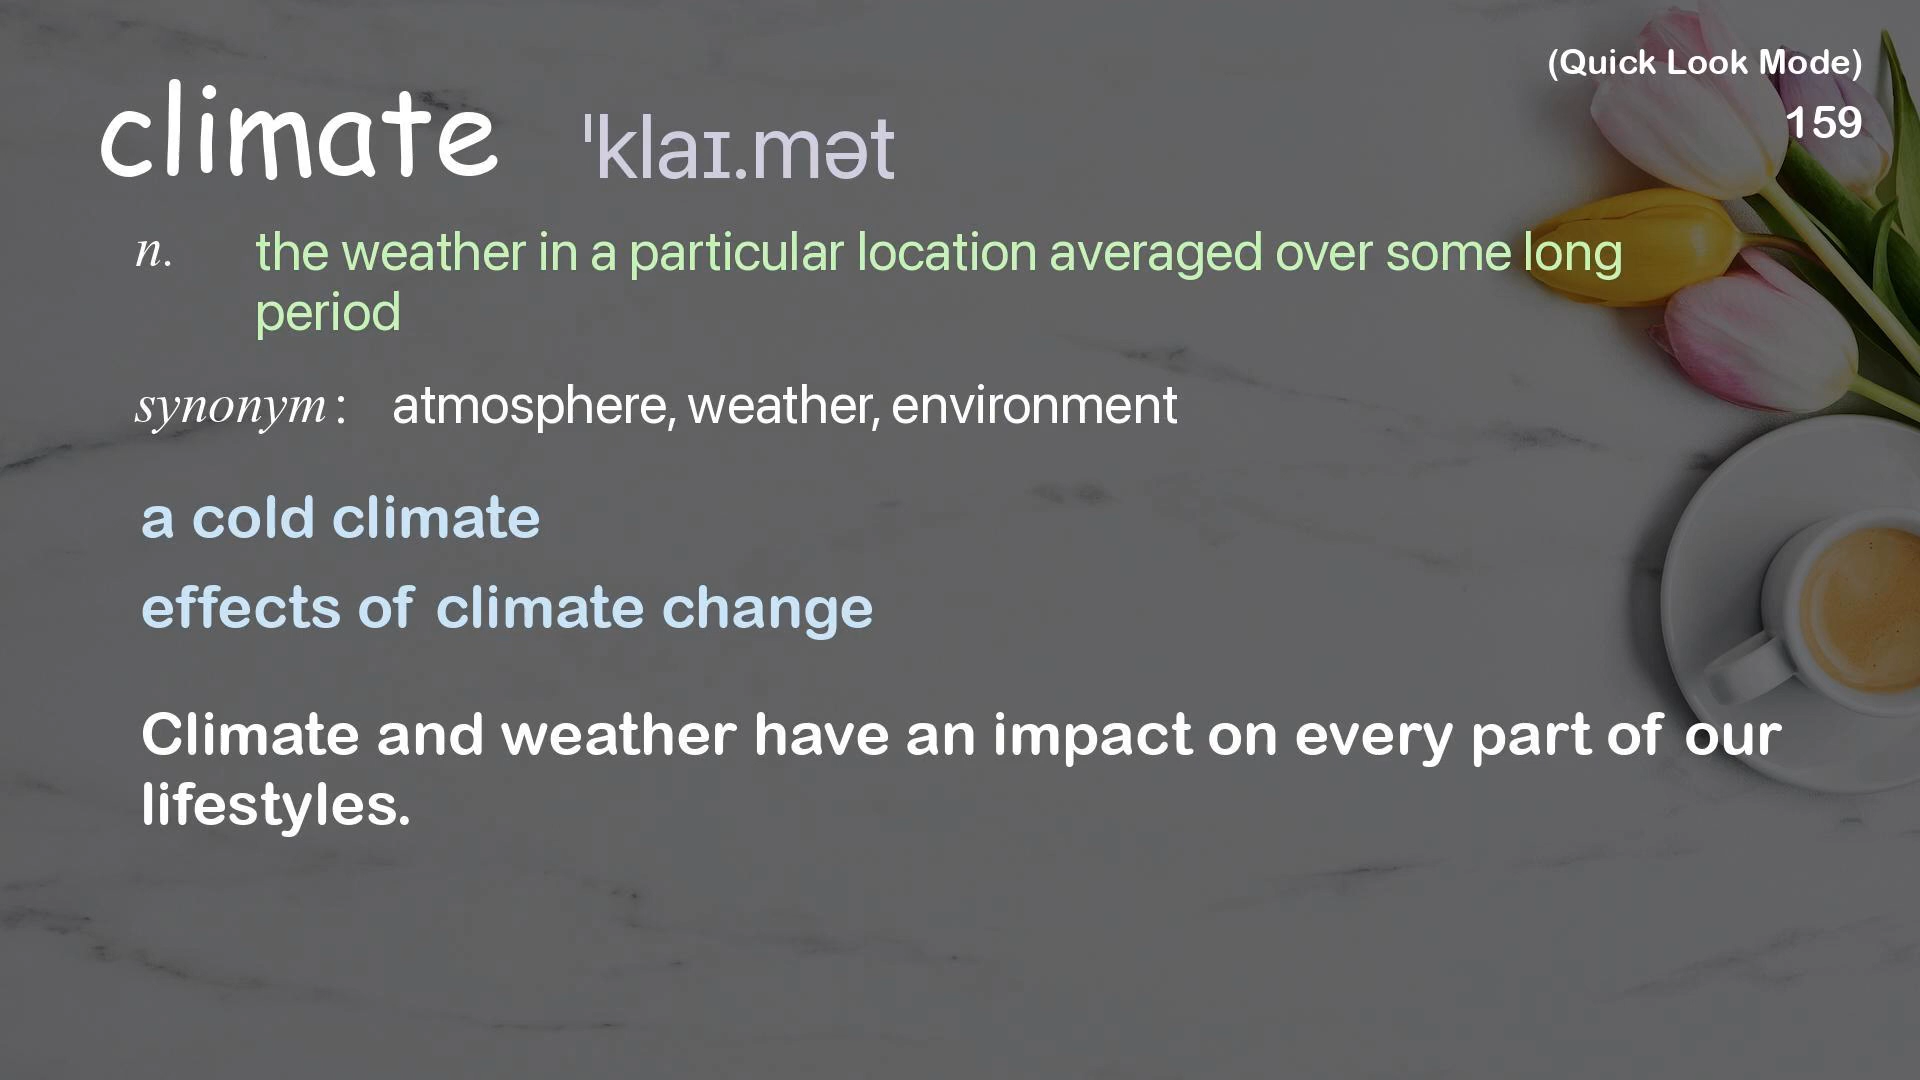 (Quick Look Mode)
159
climate ˈklaɪ.mət
n. the weather in a particular location averaged over some long
period
synonym: atmosphere, weather, environment
a cold climate
effects of climate change
Climate and weather have an impact on every part of our
lifestyles.